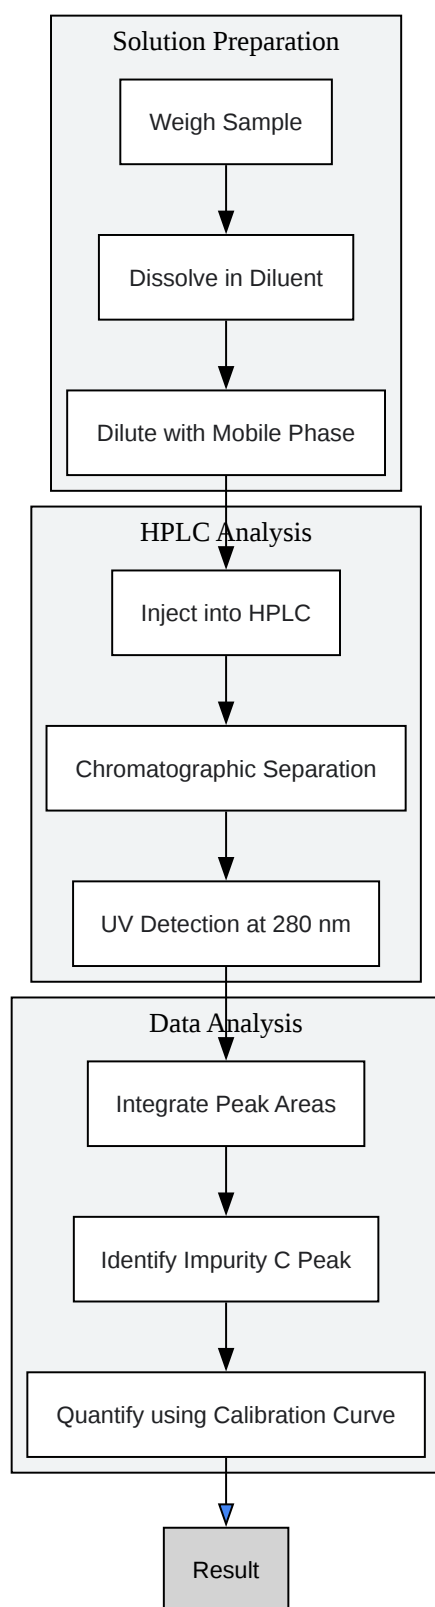 Solution Preparation
Weigh Sample
Dissolve in Diluent
Dilute with Mobile Phase
HPLC Analysis
Inject into HPLC
Chromatographic Separation
UV Detection at 280 nm
Data Analysis
Integrate Peak Areas
Identify Impurity C Peak
Quantify using Calibration Curve
Result